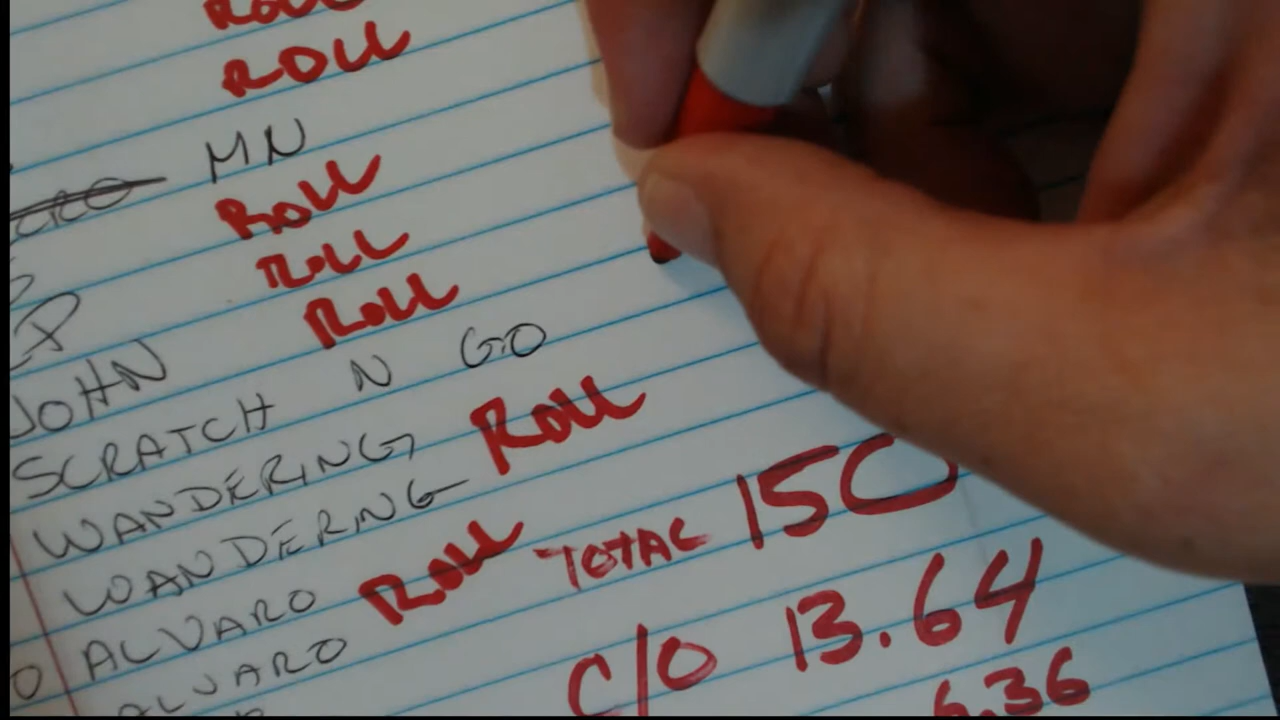 ROLL
ROLL
MN
ROLL
ROLL
ROLL
JOHN
SCRATCH N GO
WANDERING ROLL
WANDERING
ALVARO ROLL TOTAL 150
ALVARO C/O 13.64
6.36